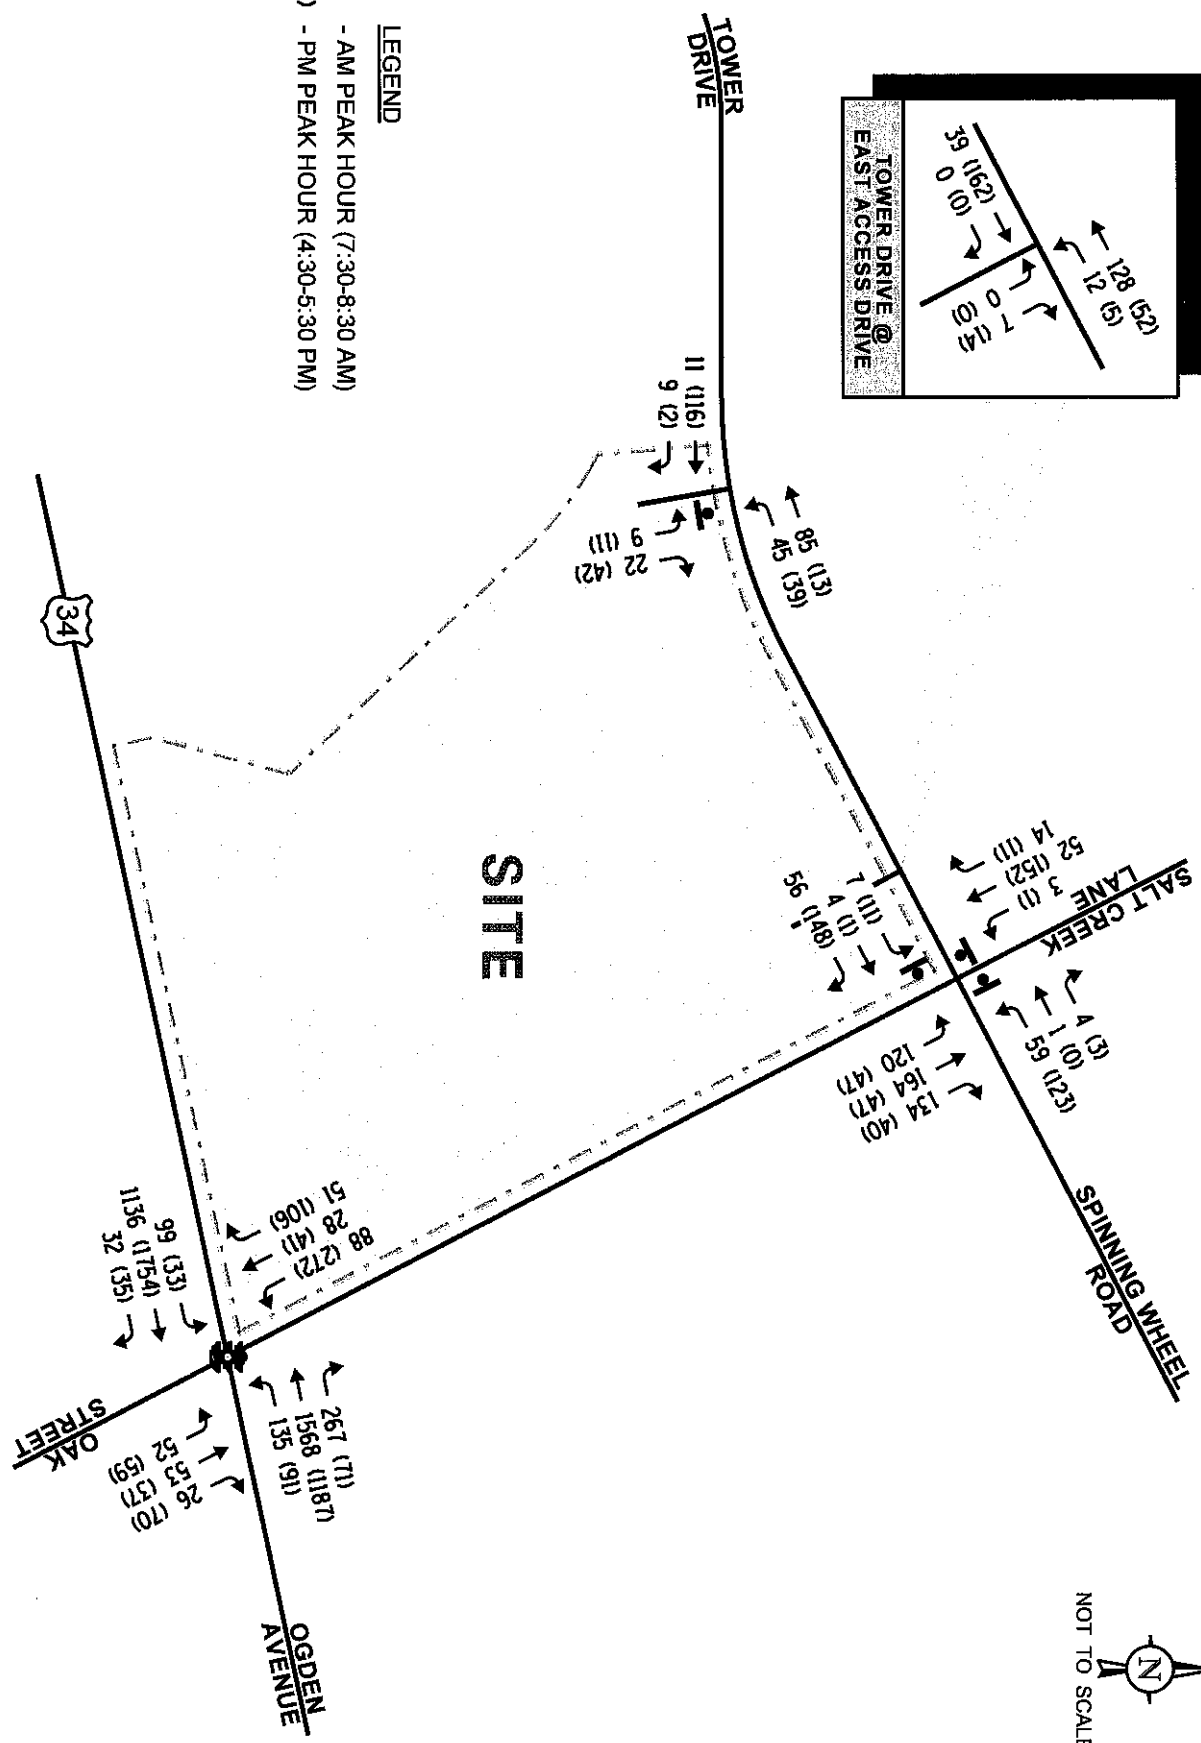 TOWER
DRIVE
128 (52)
12 (5)
39 (162)
0 (0)
0 (0)
7 (14)
TOWER DRIVE @
EAST ACCESS DRIVE
LEGEND
- AM PEAK HOUR (7:30-8:30 AM)
) - PM PEAK HOUR (4:30-5:30 PM)
11 (116)
9 (2)
85 (13)
45 (39)
9 (11)
22 (42)
SALT CREEK
LANE
14 (11)
52 (152)
3 (1)
4 (3)
1 (0)
59 (123)
7 (11)
4 (1)
56 (148)
120 (47)
164 (47)
134 (40)
SPINNING WHEEL
ROAD
SITE
34
51 (106)
28 (41)
88 (272)
99 (33)
1136 (1754)
32 (35)
267 (71)
1568 (1187)
135 (91)
52 (59)
53 (37)
26 (70)
OAK
STREET
OGDEN
AVENUE
N
NOT TO SCALE